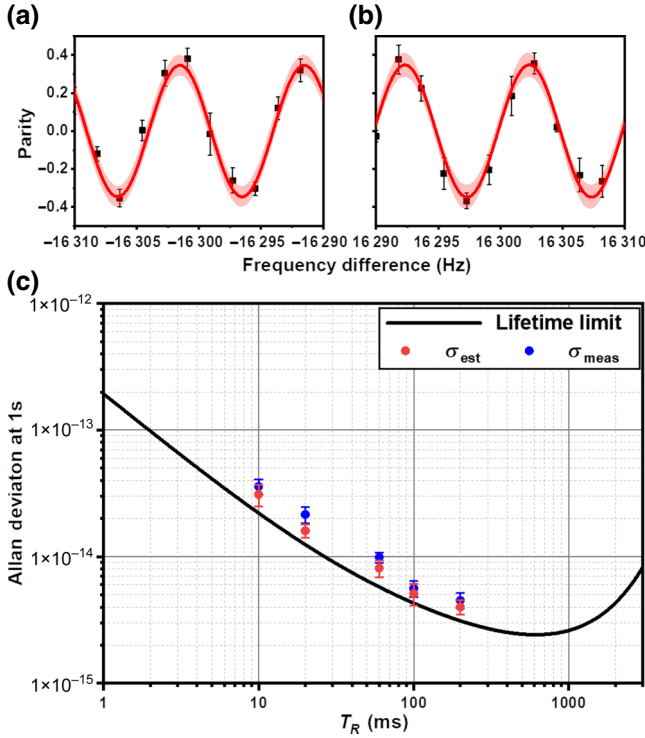 (a)
(b)
Parity
0.4
0.2
0.0
−0.2
−0.4
−16 310 −16 305 −16 300 −16 295 −16 290
16 290 16 295 16 300 16 305 16 310
Frequency difference (Hz)
(c)
Allan deviaton at 1s
1×10⁻¹²
1×10⁻¹³
1×10⁻¹⁴
1×10⁻¹⁵
Lifetime limit
σest σmeas
1 10 100 1000
TR (ms)